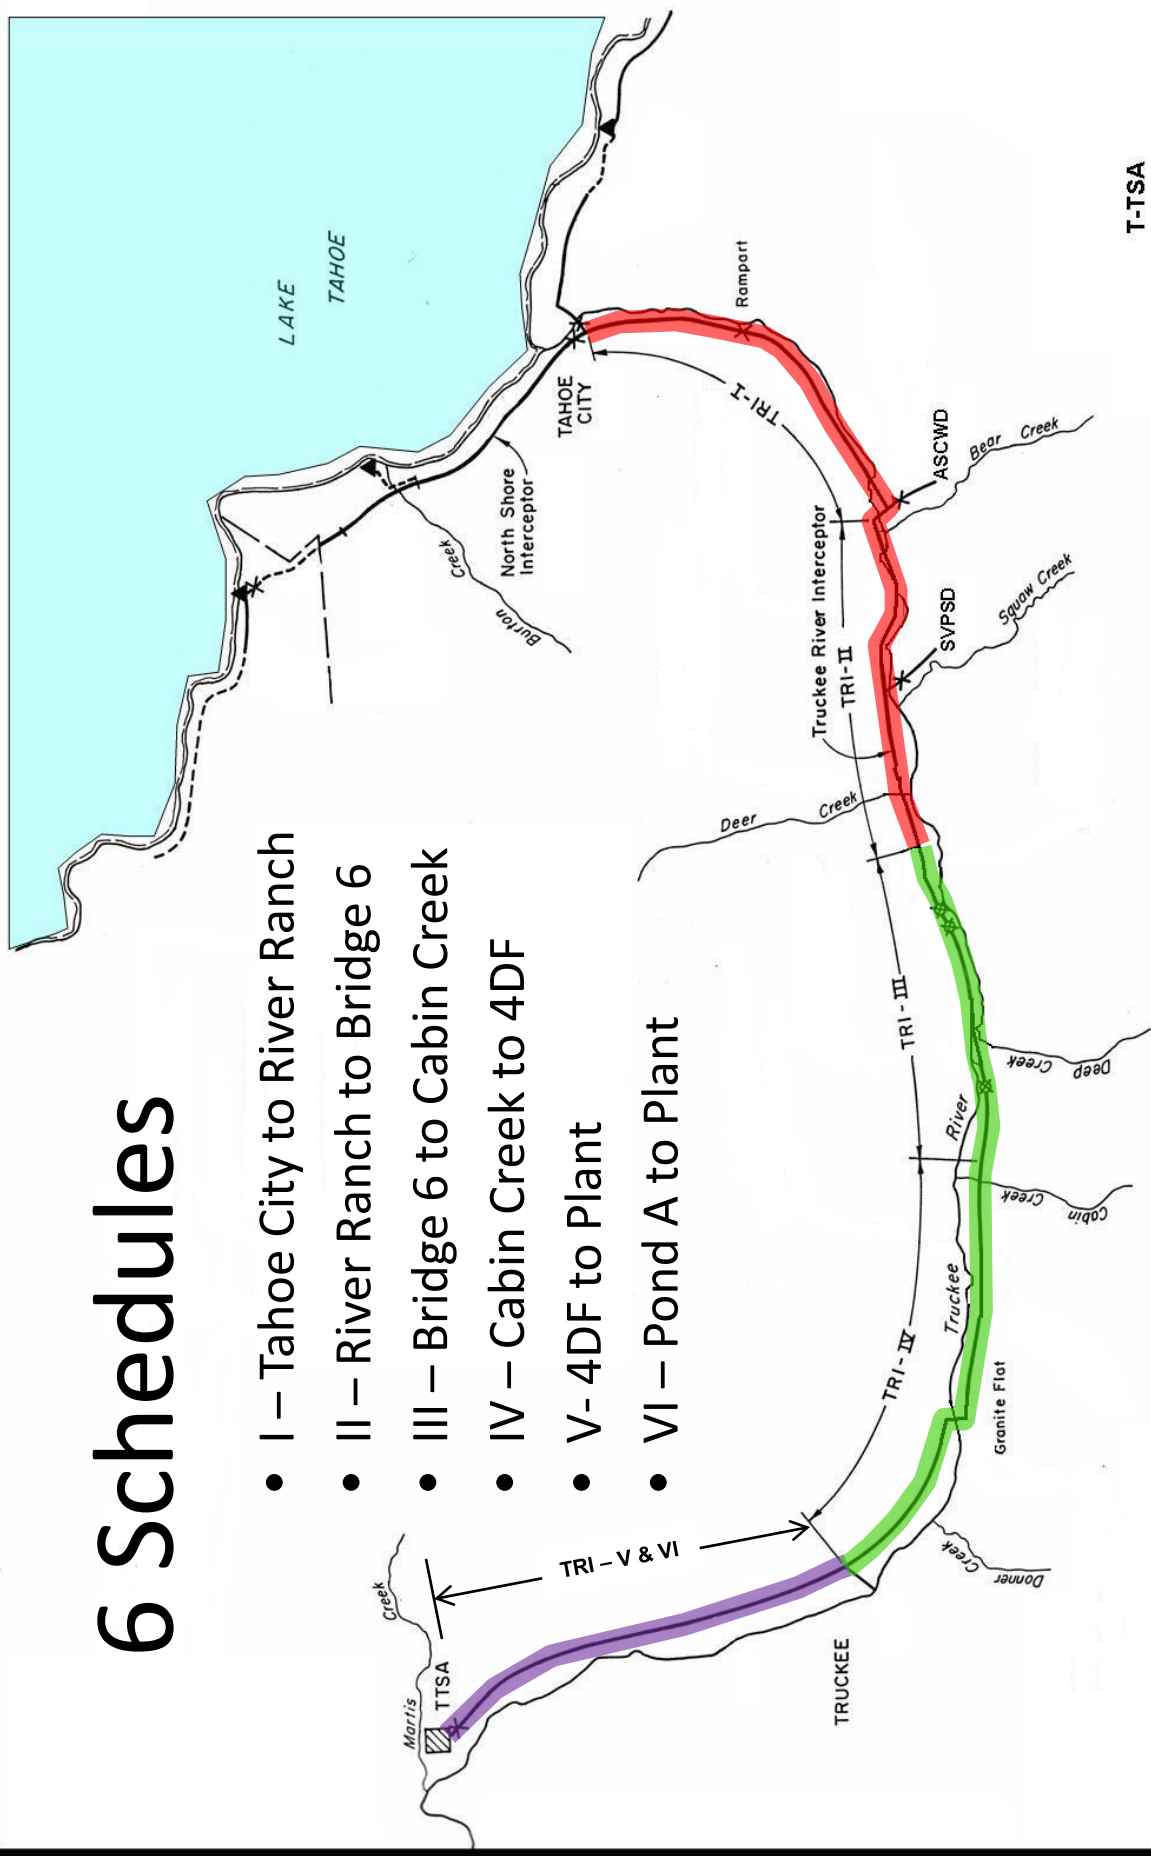 6 Schedules
• I – Tahoe City to River Ranch
• II – River Ranch to Bridge 6
• III – Bridge 6 to Cabin Creek
• IV – Cabin Creek to 4DF
• V- 4DF to Plant
• VI – Pond A to Plant
LAKE
TAHOE
Martis
Creek
TTSA
TRI – V & VI
TRUCKEE
Donner
Creek
Granite Flat
TRI-IV
Truckee
River
Cabin
Creek
Deep
Creek
TRI-III
Deer
Creek
TRI-II
Truckee River Interceptor
SVPSD
Squaw Creek
ASCWD
Bear Creek
TRI-I
Rampart
TAHOE
CITY
North Shore
Interceptor
Burton
Creek
T-TSA